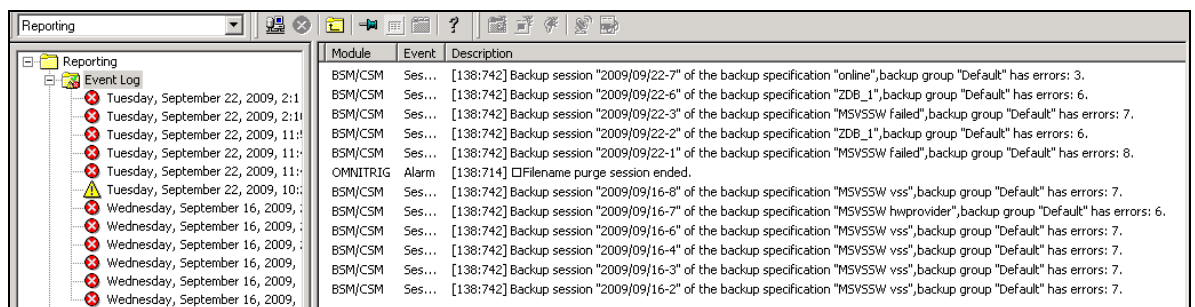 Reporting
?
Reporting
Event Log
Tuesday, September 22, 2009, 2:1
Tuesday, September 22, 2009, 2:1
Tuesday, September 22, 2009, 11:
Tuesday, September 22, 2009, 11:
Tuesday, September 22, 2009, 11:
Tuesday, September 22, 2009, 10:
Wednesday, September 16, 2009,
Wednesday, September 16, 2009,
Wednesday, September 16, 2009,
Wednesday, September 16, 2009,
Wednesday, September 16, 2009,
Wednesday, September 16, 2009,
Module Event Description
BSM/CSM Ses... [138:742] Backup session "2009/09/22-7" of the backup specification "online",backup group "Default" has errors: 3.
BSM/CSM Ses... [138:742] Backup session "2009/09/22-6" of the backup specification "ZDB_1",backup group "Default" has errors: 6.
BSM/CSM Ses... [138:742] Backup session "2009/09/22-3" of the backup specification "MSVSSW failed",backup group "Default" has errors: 7.
BSM/CSM Ses... [138:742] Backup session "2009/09/22-2" of the backup specification "ZDB_1",backup group "Default" has errors: 6.
BSM/CSM Ses... [138:742] Backup session "2009/09/22-1" of the backup specification "MSVSSW failed",backup group "Default" has errors: 8.
OMNITRIG Alarm [138:714] □Filename purge session ended.
BSM/CSM Ses... [138:742] Backup session "2009/09/16-8" of the backup specification "MSVSSW vss",backup group "Default" has errors: 7.
BSM/CSM Ses... [138:742] Backup session "2009/09/16-7" of the backup specification "MSVSSW hwprovider",backup group "Default" has errors: 6.
BSM/CSM Ses... [138:742] Backup session "2009/09/16-6" of the backup specification "MSVSSW vss",backup group "Default" has errors: 7.
BSM/CSM Ses... [138:742] Backup session "2009/09/16-4" of the backup specification "MSVSSW vss",backup group "Default" has errors: 7.
BSM/CSM Ses... [138:742] Backup session "2009/09/16-3" of the backup specification "MSVSSW vss",backup group "Default" has errors: 7.
BSM/CSM Ses... [138:742] Backup session "2009/09/16-2" of the backup specification "MSVSSW vss",backup group "Default" has errors: 7.